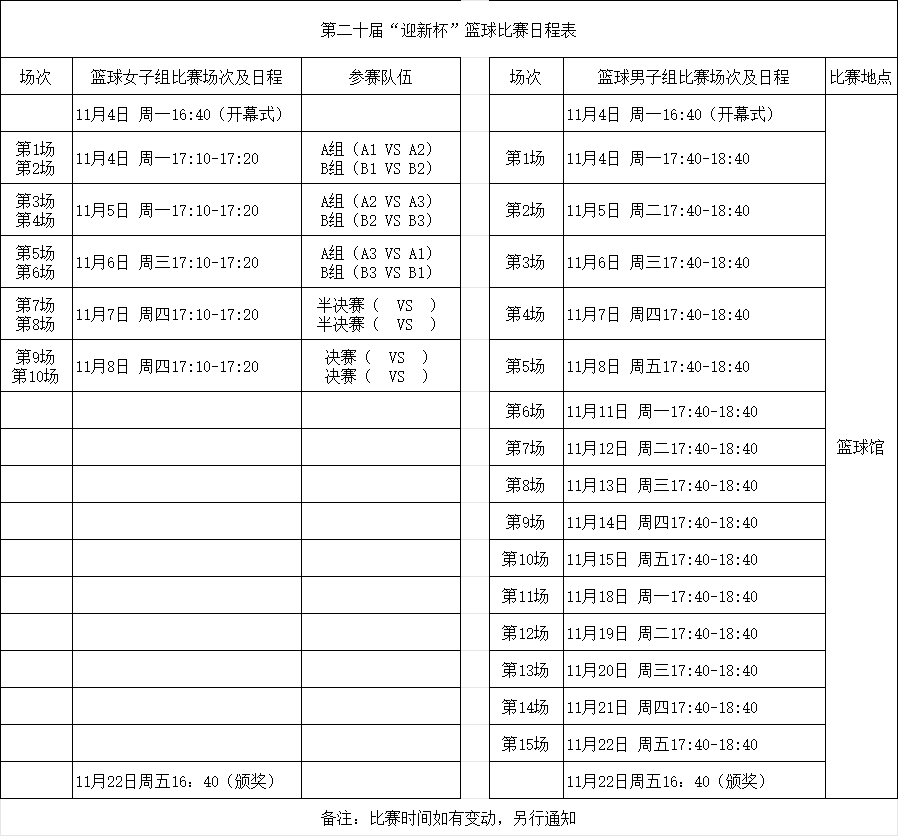 第二十届“迎新杯”篮球比赛日程表
场次 篮球女子组比赛场次及日程 参赛队伍 场次 篮球男子组比赛场次及日程 比赛地点
11月4日 周一16:40（开幕式） 11月4日 周一16:40（开幕式）
第1场
第2场
11月4日 周一17:10-17:20
A组（A1 VS A2）
B组（B1 VS B2）
第1场 11月4日 周一17:40-18:40
第3场
第4场
11月5日 周一17:10-17:20
A组（A2 VS A3）
B组（B2 VS B3）
第2场 11月5日 周二17:40-18:40
第5场
第6场
11月6日 周三17:10-17:20
A组（A3 VS A1）
B组（B3 VS B1）
第3场 11月6日 周三17:40-18:40
第7场
第8场
11月7日 周四17:10-17:20
半决赛（ VS ）
半决赛（ VS ）
第4场 11月7日 周四17:40-18:40
第9场
第10场
11月8日 周四17:10-17:20
决赛（ VS ）
决赛（ VS ）
第5场 11月8日 周五17:40-18:40
第6场 11月11日 周一17:40-18:40
第7场 11月12日 周二17:40-18:40
篮球馆
第8场 11月13日 周三17:40-18:40
第9场 11月14日 周四17:40-18:40
第10场 11月15日 周五17:40-18:40
第11场 11月18日 周一17:40-18:40
第12场 11月19日 周二17:40-18:40
第13场 11月20日 周三17:40-18:40
第14场 11月21日 周四17:40-18:40
第15场 11月22日 周五17:40-18:40
11月22日周五16：40（颁奖） 11月22日周五16：40（颁奖）
备注：比赛时间如有变动，另行通知